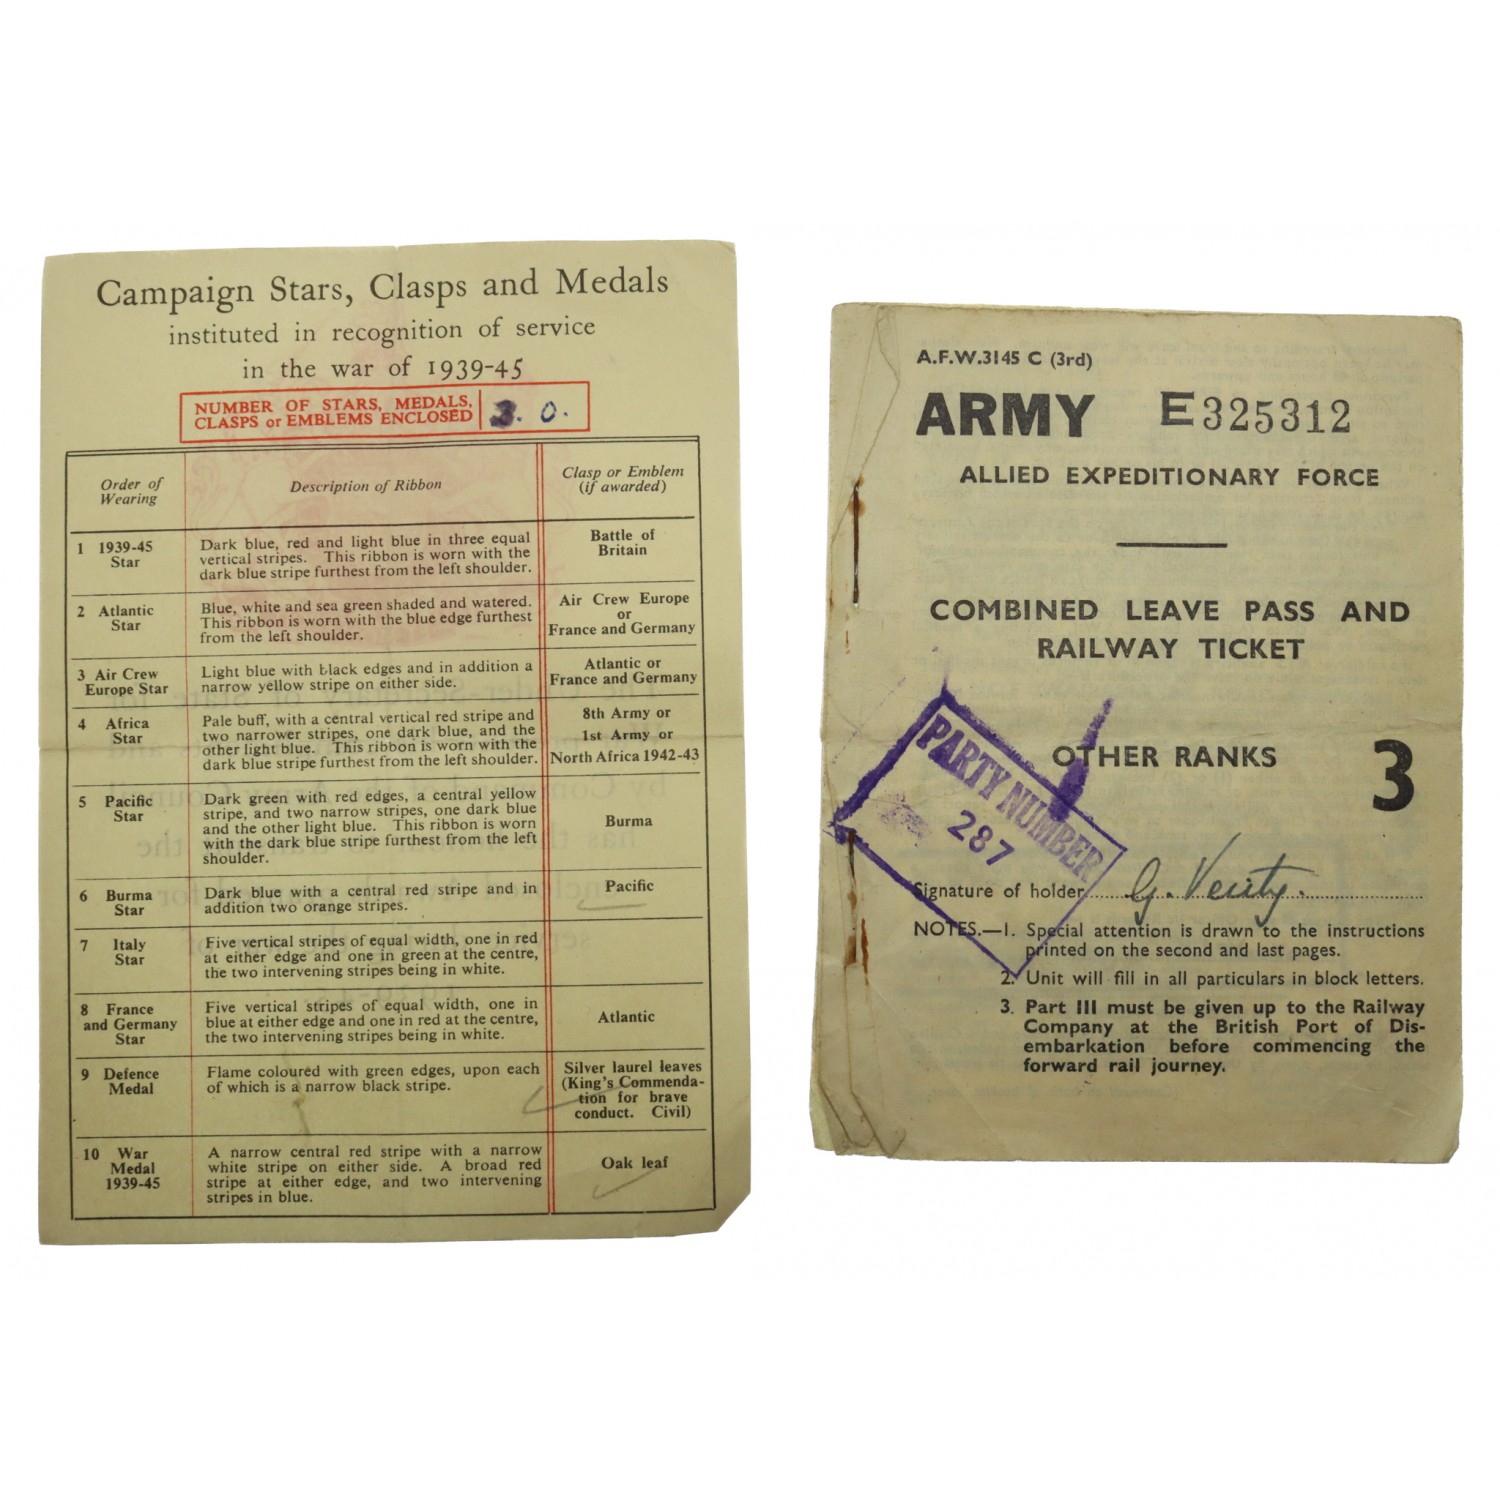 Campaign Stars, Clasps and Medals
instituted in recognition of service
in the war of 1939-45
NUMBER OF STARS, MEDALS,
CLASPS or EMBLEMS ENCLOSED 3. 0.
Order of
Wearing
Description of Ribbon
Clasp or Emblem
(if awarded)
1 1939-45
Star
Dark blue, red and light blue in three equal
vertical stripes. This ribbon is worn with the
dark blue stripe furthest from the left shoulder.
Battle of
Britain
2 Atlantic
Star
Blue, white and sea green shaded and watered.
This ribbon is worn with the blue edge furthest
from the left shoulder.
Air Crew Europe
or
France and Germany
3 Air Crew
Europe Star
Light blue with black edges and in addition a
narrow yellow stripe on either side.
Atlantic or
France and Germany
4 Africa
Star
Pale buff, with a central vertical red stripe and
two narrower stripes, one dark blue, and the
other light blue. This ribbon is worn with the
dark blue stripe furthest from the left shoulder.
8th Army or
1st Army or
North Africa 1942-43
5 Pacific
Star
Dark green with red edges, a central yellow
stripe, and two narrow stripes, one dark blue
and the other light blue. This ribbon is worn
with the dark blue stripe furthest from the left
shoulder.
Burma
6 Burma
Star
Dark blue with a central red stripe and in
addition two orange stripes.
Pacific
7 Italy
Star
Five vertical stripes of equal width, one in red
at either edge and one in green at the centre,
the two intervening stripes being in white.
8 France
and Germany
Star
Five vertical stripes of equal width, one in
blue at either edge and one in red at the centre,
the two intervening stripes being in white.
Atlantic
9 Defence
Medal
Flame coloured with green edges, upon each
of which is a narrow black stripe.
Silver laurel leaves
(King's Commenda-
tion for brave
conduct. Civil)
10 War
Medal
1939-45
A narrow central red stripe with a narrow
white stripe on either side. A broad red
stripe at either edge, and two intervening
stripes in blue.
Oak leaf
A.F.W.3145 C (3rd)
ARMY E325312
ALLIED EXPEDITIONARY FORCE
COMBINED LEAVE PASS AND
RAILWAY TICKET
OTHER RANKS 3
PARTY NUMBER
287
Signature of holder G. Verity.
NOTES.—1. Special attention is drawn to the instructions
printed on the second and last pages.
2. Unit will fill in all particulars in block letters.
3. Part III must be given up to the Railway
Company at the British Port of Dis-
embarkation before commencing the
forward rail journey.